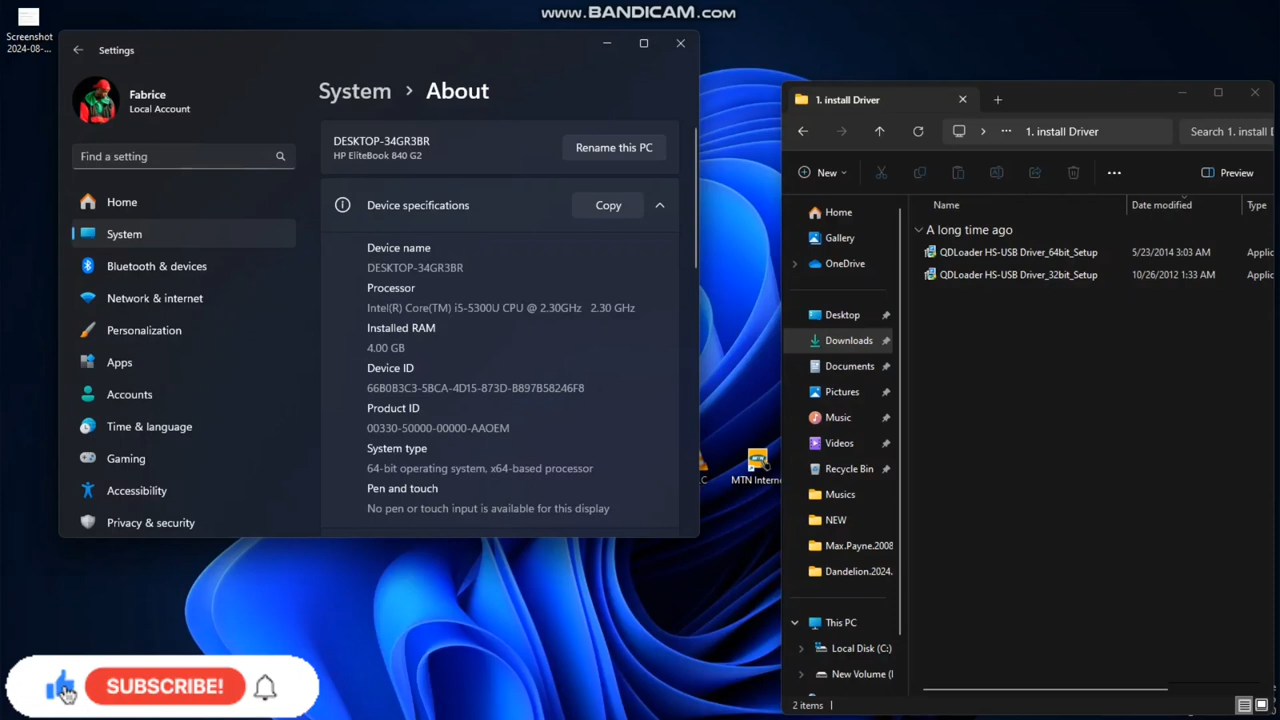 www.BANDICAM.com
Screenshot
2024-08-...
Settings
Fabrice
Local Account
Find a setting
Home
System
Bluetooth & devices
Network & internet
Personalization
Apps
Accounts
Time & language
Gaming
Accessibility
Privacy & security
System > About
DESKTOP-34GR3BR
HP EliteBook 840 G2
Rename this PC
Device specifications
Copy
Device name
DESKTOP-34GR3BR
Processor
Intel(R) Core(TM) i5-5300U CPU @ 2.30GHz 2.30 GHz
Installed RAM
4.00 GB
Device ID
66B0B3C3-5BCA-4D15-873D-B897B58246F8
Product ID
00330-50000-00000-AAOEM
System type
64-bit operating system, x64-based processor
Pen and touch
No pen or touch input is available for this display
C
MTN Intern
1. install Driver
1. install Driver
Search 1. install D
New
Preview
Name
Date modified
Type
A long time ago
QDLoader HS-USB Driver_64bit_Setup
5/23/2014 3:03 AM
Applic
QDLoader HS-USB Driver_32bit_Setup
10/26/2012 1:33 AM
Applic
Home
Gallery
OneDrive
Desktop
Downloads
Documents
Pictures
Music
Videos
Recycle Bin
Musics
NEW
Max.Payne.2008
Dandelion.2024.
This PC
Local Disk (C:)
New Volume (
2 items
SUBSCRIBE!